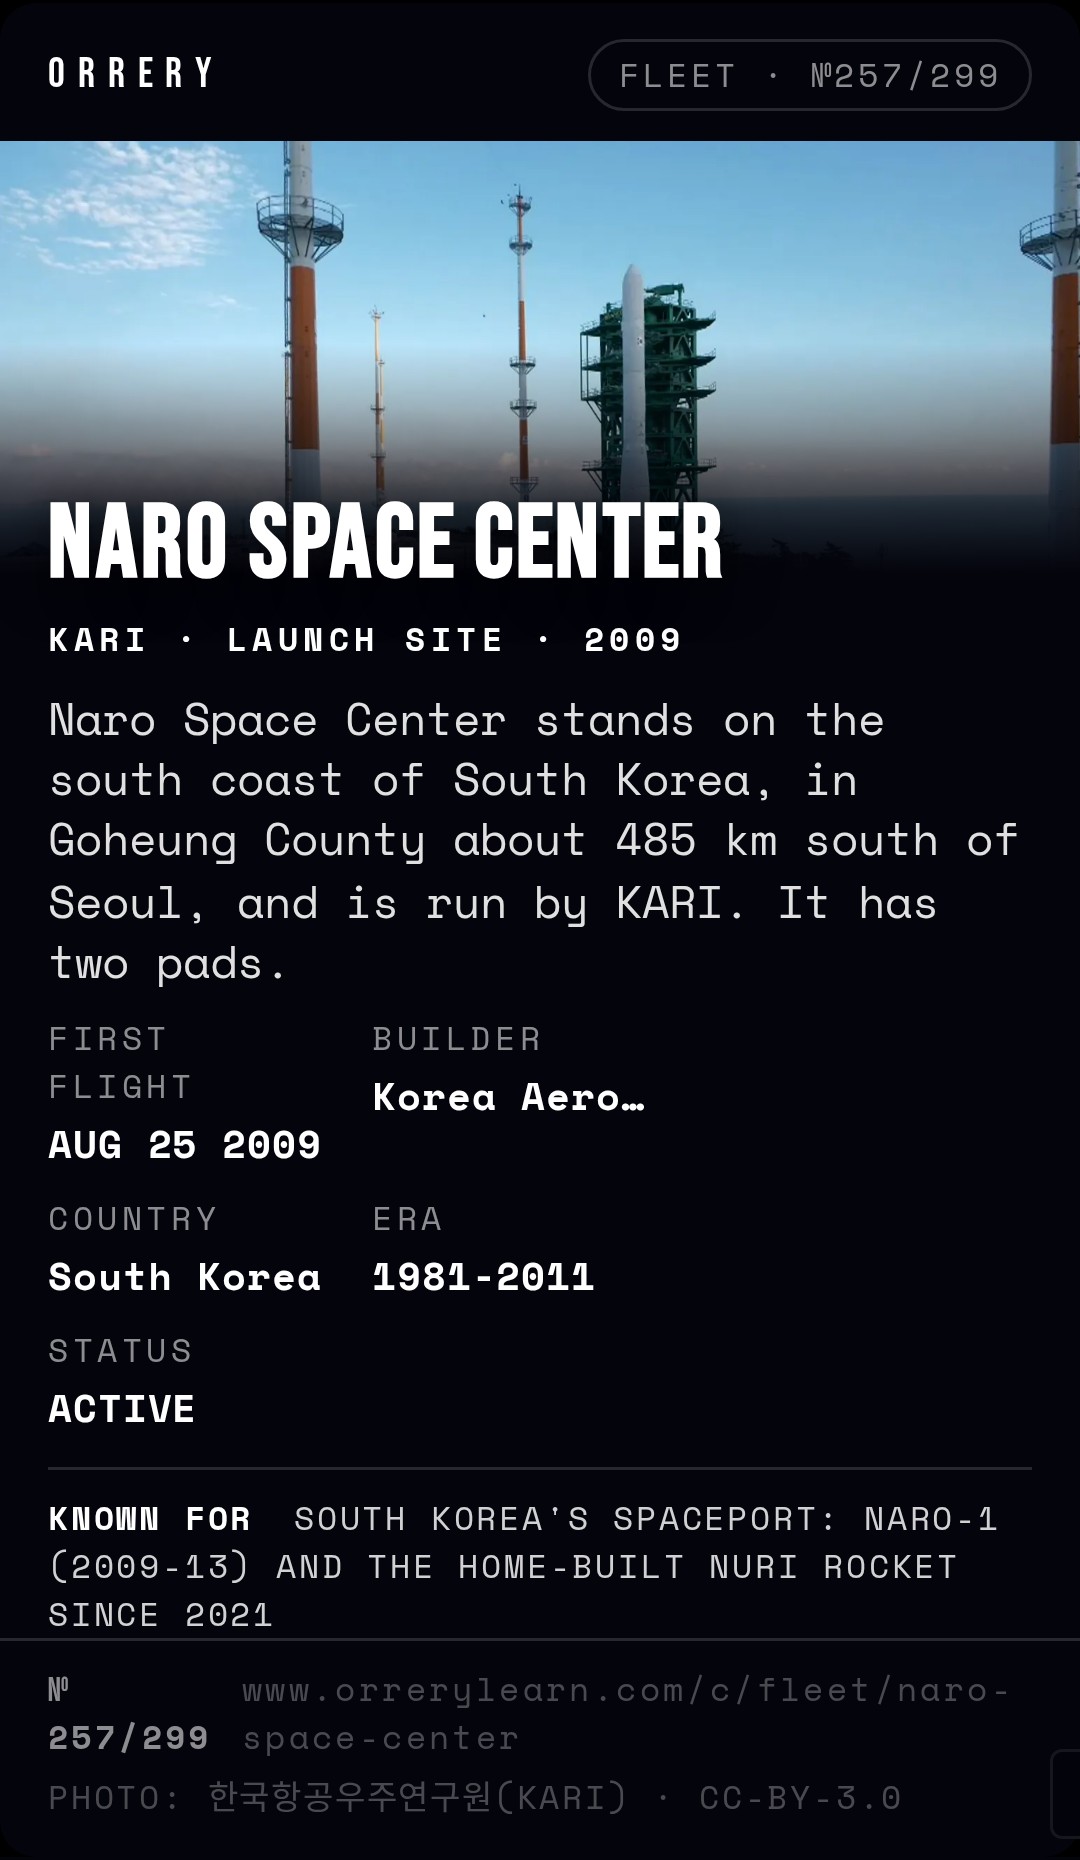 ORRERY
FLEET · №257/299
NARO SPACE CENTER
KARI · LAUNCH SITE · 2009
Naro Space Center stands on the
south coast of South Korea, in
Goheung County about 485 km south of
Seoul, and is run by KARI. It has
two pads.
FIRST
FLIGHT
AUG 25 2009
BUILDER
Korea Aero…
COUNTRY
South Korea
ERA
1981-2011
STATUS
ACTIVE
KNOWN FOR SOUTH KOREA'S SPACEPORT: NARO-1
(2009-13) AND THE HOME-BUILT NURI ROCKET
SINCE 2021
№
257/299
www.orrerylearn.com/c/fleet/naro-
space-center
PHOTO: 한국항공우주연구원(KARI) · CC-BY-3.0